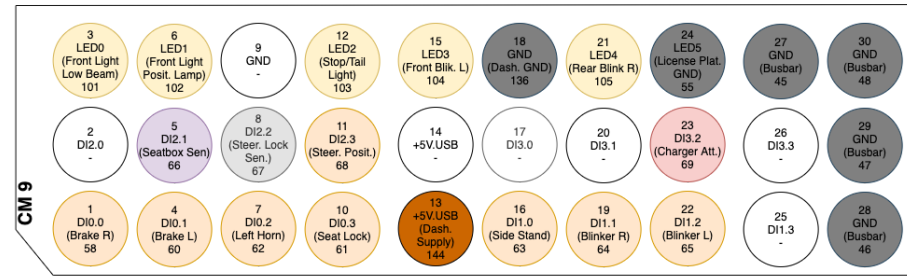 3
LED0
(Front Light
Low Beam)
101
6
LED1
(Front Light
Posit. Lamp)
102
9
GND
-
12
LED2
(Stop/Tail
Light)
103
15
LED3
(Front Blik. L)
104
18
GND
(Dash. GND)
136
21
LED4
(Rear Blink R)
105
24
LED5
(License Plat.
GND)
55
27
GND
(Busbar)
45
30
GND
(Busbar)
48
2
DI2.0
-
5
DI2.1
(Seatbox Sen)
66
8
DI2.2
(Steer. Lock
Sen.)
67
11
DI2.3
(Steer. Posit.)
68
14
+5V.USB
-
17
DI3.0
-
20
DI3.1
-
23
DI3.2
(Charger Att.)
69
26
DI3.3
-
29
GND
(Busbar)
47
CM 9
1
DI0.0
(Brake R)
58
4
DI0.1
(Brake L)
60
7
DI0.2
(Left Horn)
62
10
DI0.3
(Seat Lock)
61
13
+5V.USB
(Dash.
Supply)
144
16
DI1.0
(Side Stand)
63
19
DI1.1
(Blinker R)
64
22
DI1.2
(Blinker L)
65
25
DI1.3
-
28
GND
(Busbar)
46